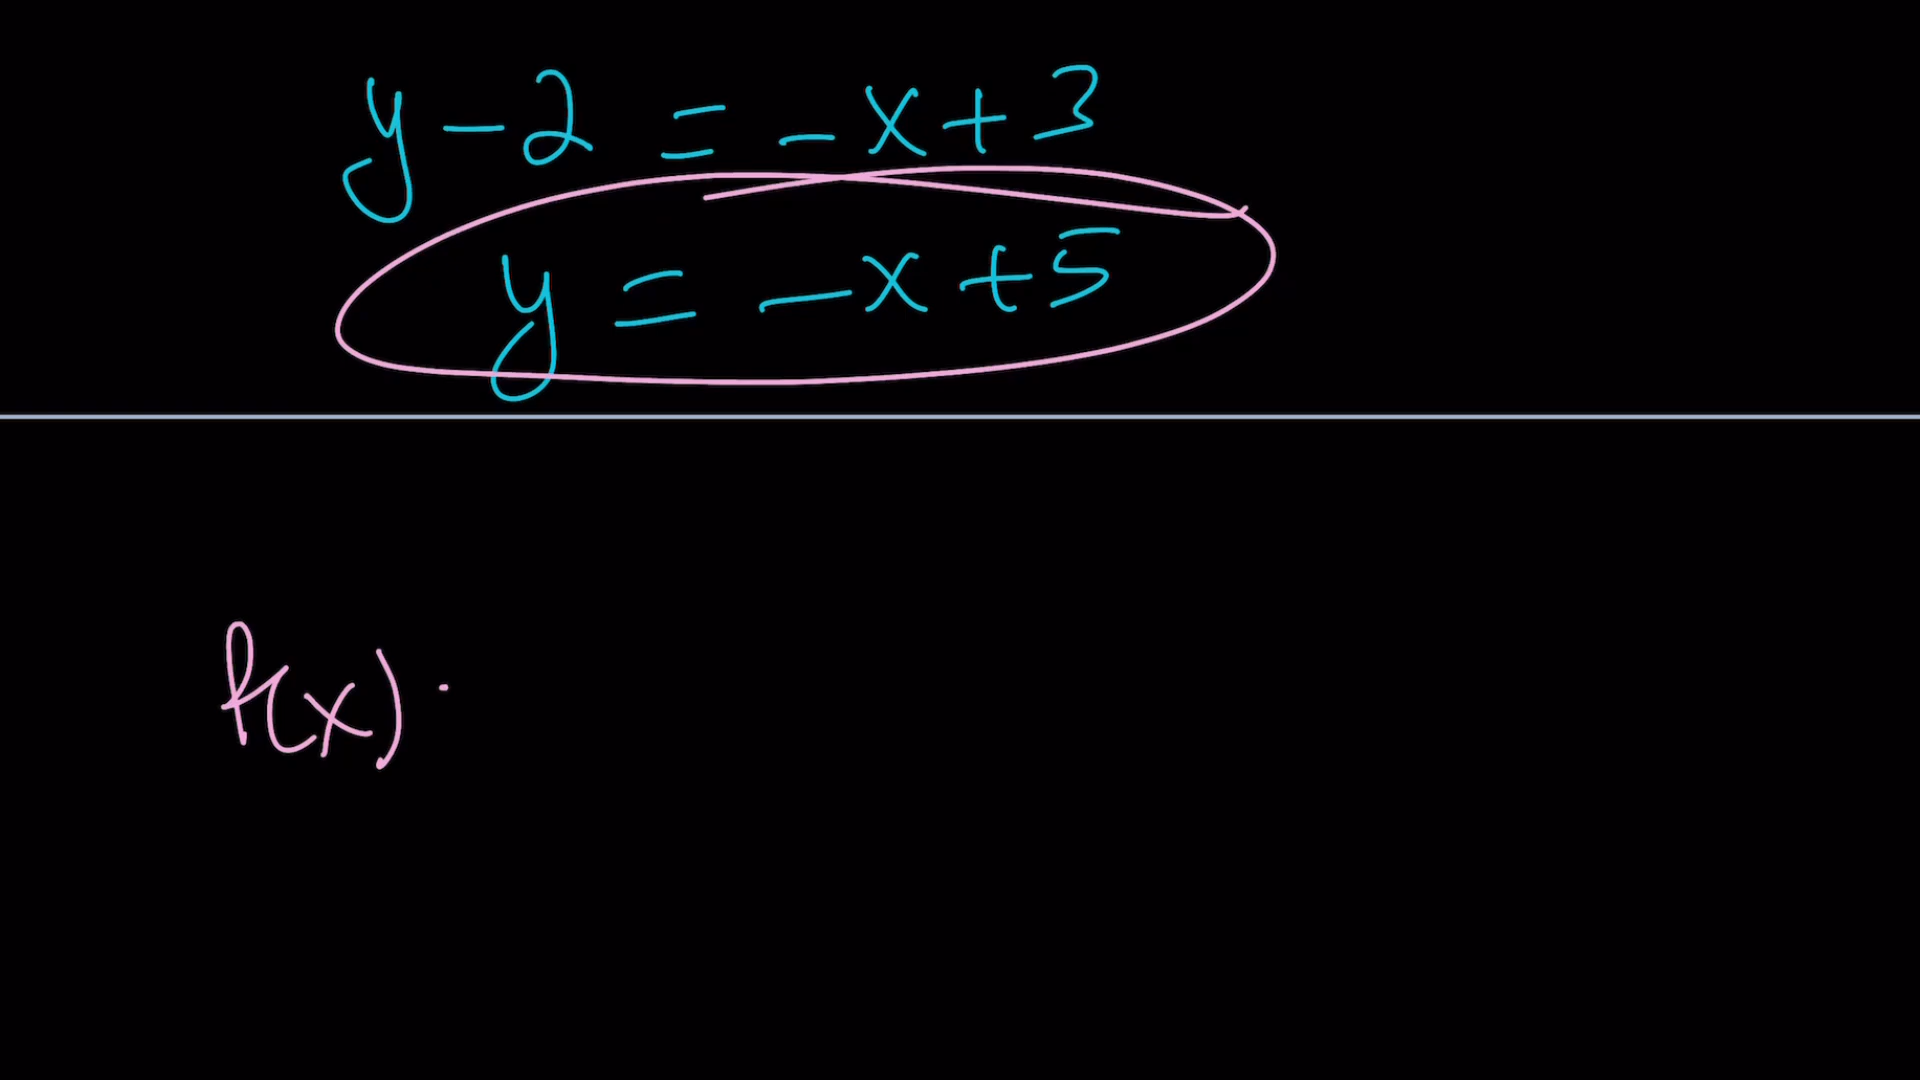 y - 2 = -x + 3
y = -x + 5
f(x)